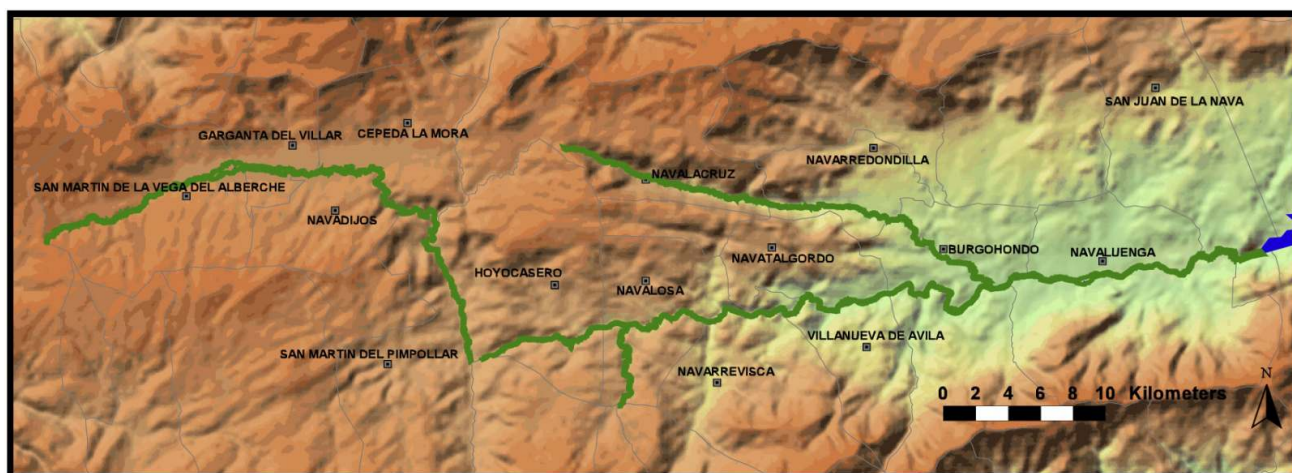 SAN JUAN DE LA NAVA
CEPEDA LA MORA
GARGANTA DEL VILLAR
NAVARREDONDILLA
NAVALACRUZ
SAN MARTIN DE LA VEGA DEL ALBERCHE
NAVADIJOS
BURGOHONDO
NAVATALGORDO
NAVALUENGA
HOYOCASERO
NAVALOSA
VILLANUEVA DE AVILA
SAN MARTIN DEL PIMPOLLAR
NAVARREVISCA
N
0 2 4 6 8 10 Kilometers